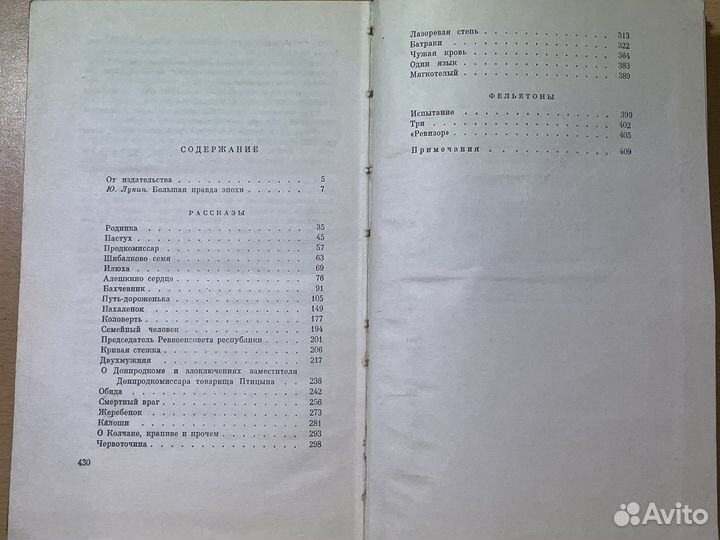 СОДЕРЖАНИЕ
От издательства . . . . . . . . . . . . . 5
Ю. Лукин. Большая правда эпохи . . . . . . 7
РАССКАЗЫ
Родинка . . . . . . . . . . . . . . . 35
Пастух . . . . . . . . . . . . . . . 45
Продкомиссар . . . . . . . . . . . . . 57
Шибалково семя . . . . . . . . . . . . 63
Илюха . . . . . . . . . . . . . . . 69
Алешкино сердце . . . . . . . . . . . . 76
Бахчевник . . . . . . . . . . . . . . 91
Путь-дороженька . . . . . . . . . . . . 105
Нахаленок . . . . . . . . . . . . . . 149
Коловерть . . . . . . . . . . . . . . 177
Семейный человек . . . . . . . . . . . 194
Председатель Реввоенсовета республики . . . . 201
Кривая стежка . . . . . . . . . . . . . 206
Двухмужняя . . . . . . . . . . . . . . 217
О Донпродкоме и злоключениях заместителя
Донпродкомиссара товарища Птицына . . . 236
Обида . . . . . . . . . . . . . . . 242
Смертный враг . . . . . . . . . . . . . 256
Жеребенок . . . . . . . . . . . . . . 273
Калоши . . . . . . . . . . . . . . . 281
О Колчаке, крапиве и прочем . . . . . . . . 293
Червоточина . . . . . . . . . . . . . 298
430
Лазоревая степь . . . . . . . . . . . . 313
Батраки . . . . . . . . . . . . . . . 322
Чужая кровь . . . . . . . . . . . . . 364
Один язык . . . . . . . . . . . . . . 383
Мягкотелый . . . . . . . . . . . . . . 389
ФЕЛЬЕТОНЫ
Испытание . . . . . . . . . . . . . . 399
Три . . . . . . . . . . . . . . . . 402
«Ревизор» . . . . . . . . . . . . . . 405
Примечания . . . . . . . . . . . . . . 409
Avito